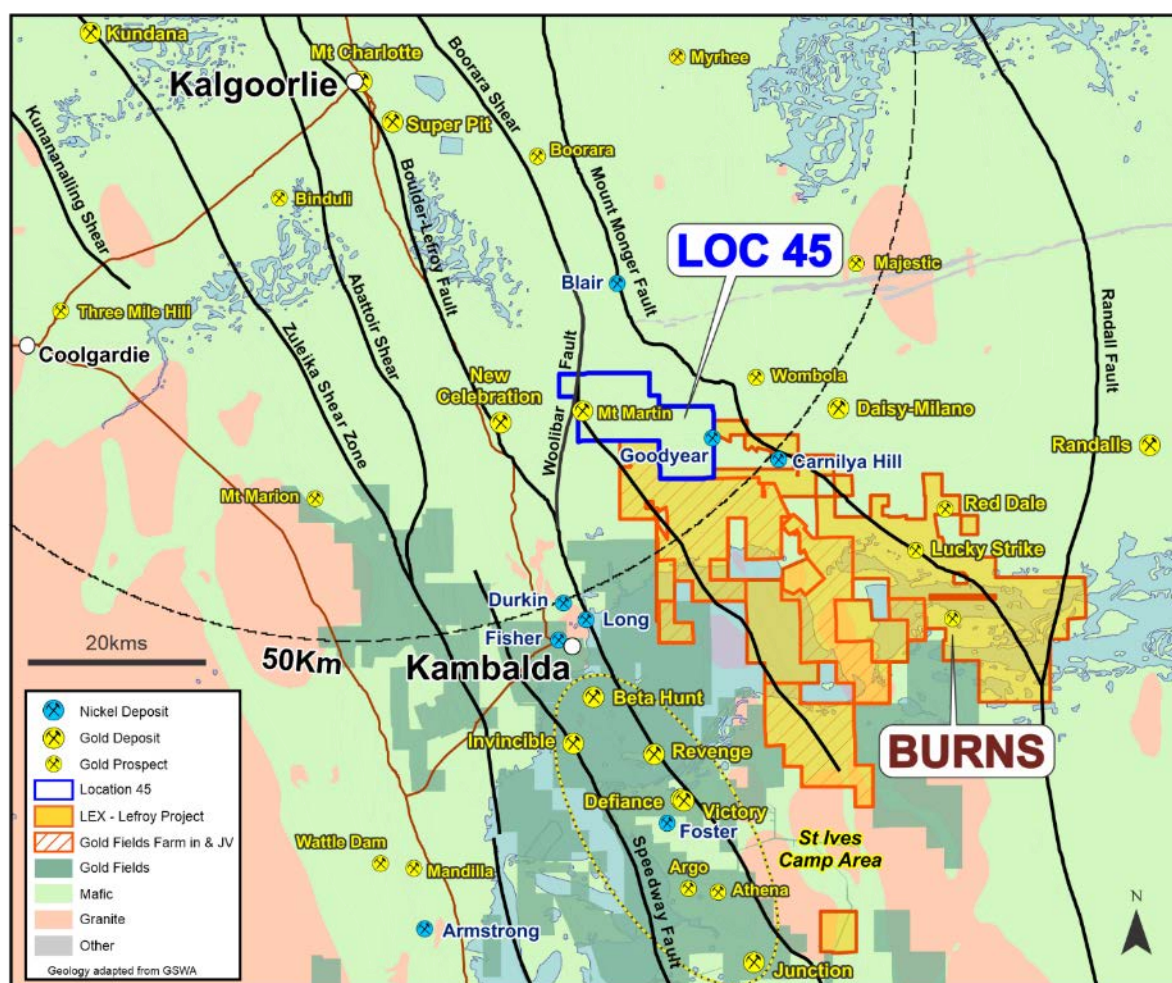 Kundana
Mt Charlotte
Kalgoorlie
Super Pit
Boorara Shear
Myrhee
Boorara
Kunananalling Shear
Binduli
Boulder-Lefroy Fault
Mount Monger Fault
LOC 45
Majestic
Blair
Three Mile Hill
Coolgardie
Abattoir Shear
Zuleika Shear Zone
Randall Fault
New
Celebration
Woolibar Fault
Mt Martin
Wombola
Daisy-Milano
Goodyear
Carnilya Hill
Randalls
Mt Marion
Red Dale
Lucky Strike
Durkin
Long
Fisher
Kambalda
20kms
50Km
Beta Hunt
Invincible
Revenge
BURNS
Defiance
Victory
Foster
St Ives
Camp Area
Wattle Dam
Mandilla
Argo
Athena
Speedway Fault
Armstrong
Junction
N
Nickel Deposit
Gold Deposit
Gold Prospect
Location 45
LEX - Lefroy Project
Gold Fields Farm in & JV
Gold Fields
Mafic
Granite
Other
Geology adapted from GSWA